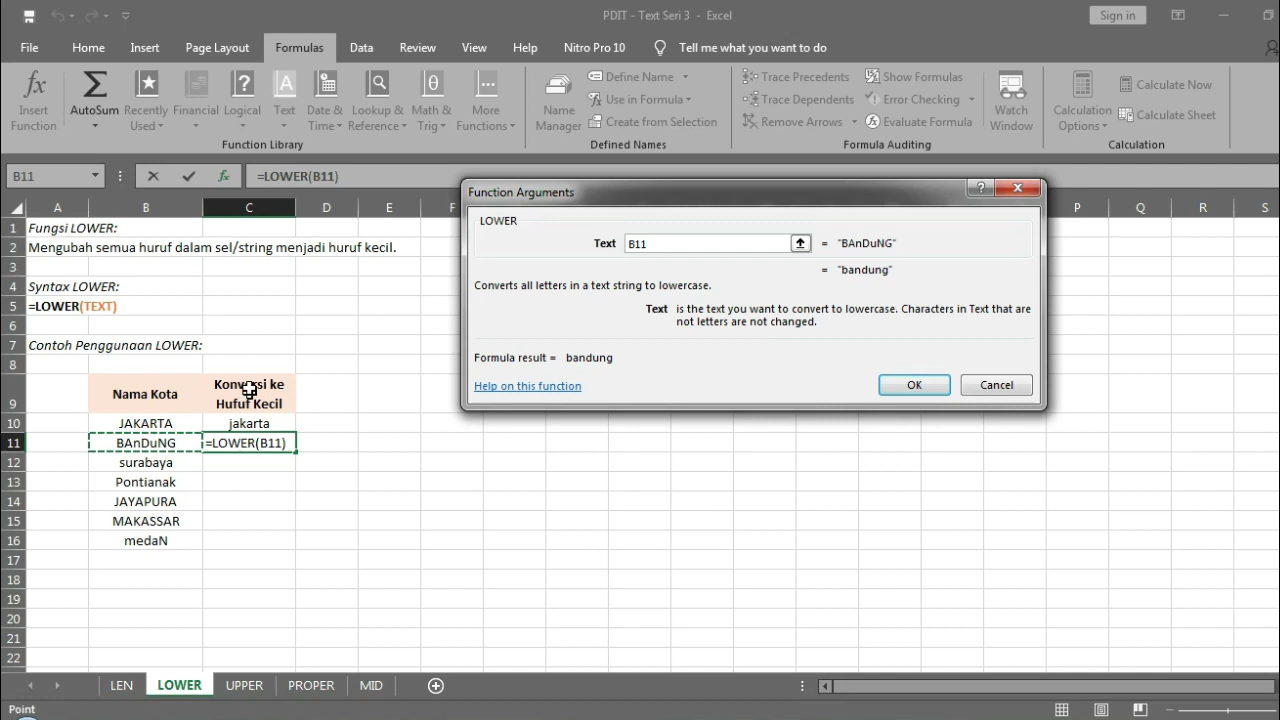 PDIT - Text Seri 3 - Excel
Sign in
File Home Insert Page Layout Formulas Data Review View Help Nitro Pro 10 Tell me what you want to do
fx Σ ? A θ
Insert Function
AutoSum
Recently Used
Financial
Logical
Text
Date & Time
Lookup & Reference
Math & Trig
More Functions
Function Library
Name Manager
Define Name
Use in Formula
Create from Selection
Defined Names
Trace Precedents
Trace Dependents
Remove Arrows
Show Formulas
Error Checking
Evaluate Formula
Formula Auditing
Watch Window
Calculation Options
Calculate Now
Calculate Sheet
Calculation
B11 fx =LOWER(B11)
A B C D E F P Q R S
1 Fungsi LOWER:
2 Mengubah semua huruf dalam sel/string menjadi huruf kecil.
3
4 Syntax LOWER:
5 =LOWER(TEXT)
6
7 Contoh Penggunaan LOWER:
8
9 Nama Kota Konversi ke
Hufuf Kecil
10 JAKARTA jakarta
11 BAnDuNG =LOWER(B11)
12 surabaya
13 Pontianak
14 JAYAPURA
15 MAKASSAR
16 medaN
17
18
19
20
21
22
Function Arguments
LOWER
Text B11 = "BAnDuNG"
= "bandung"
Converts all letters in a text string to lowercase.
Text is the text you want to convert to lowercase. Characters in Text that are
not letters are not changed.
Formula result = bandung
Help on this function OK Cancel
LEN LOWER UPPER PROPER MID
Point